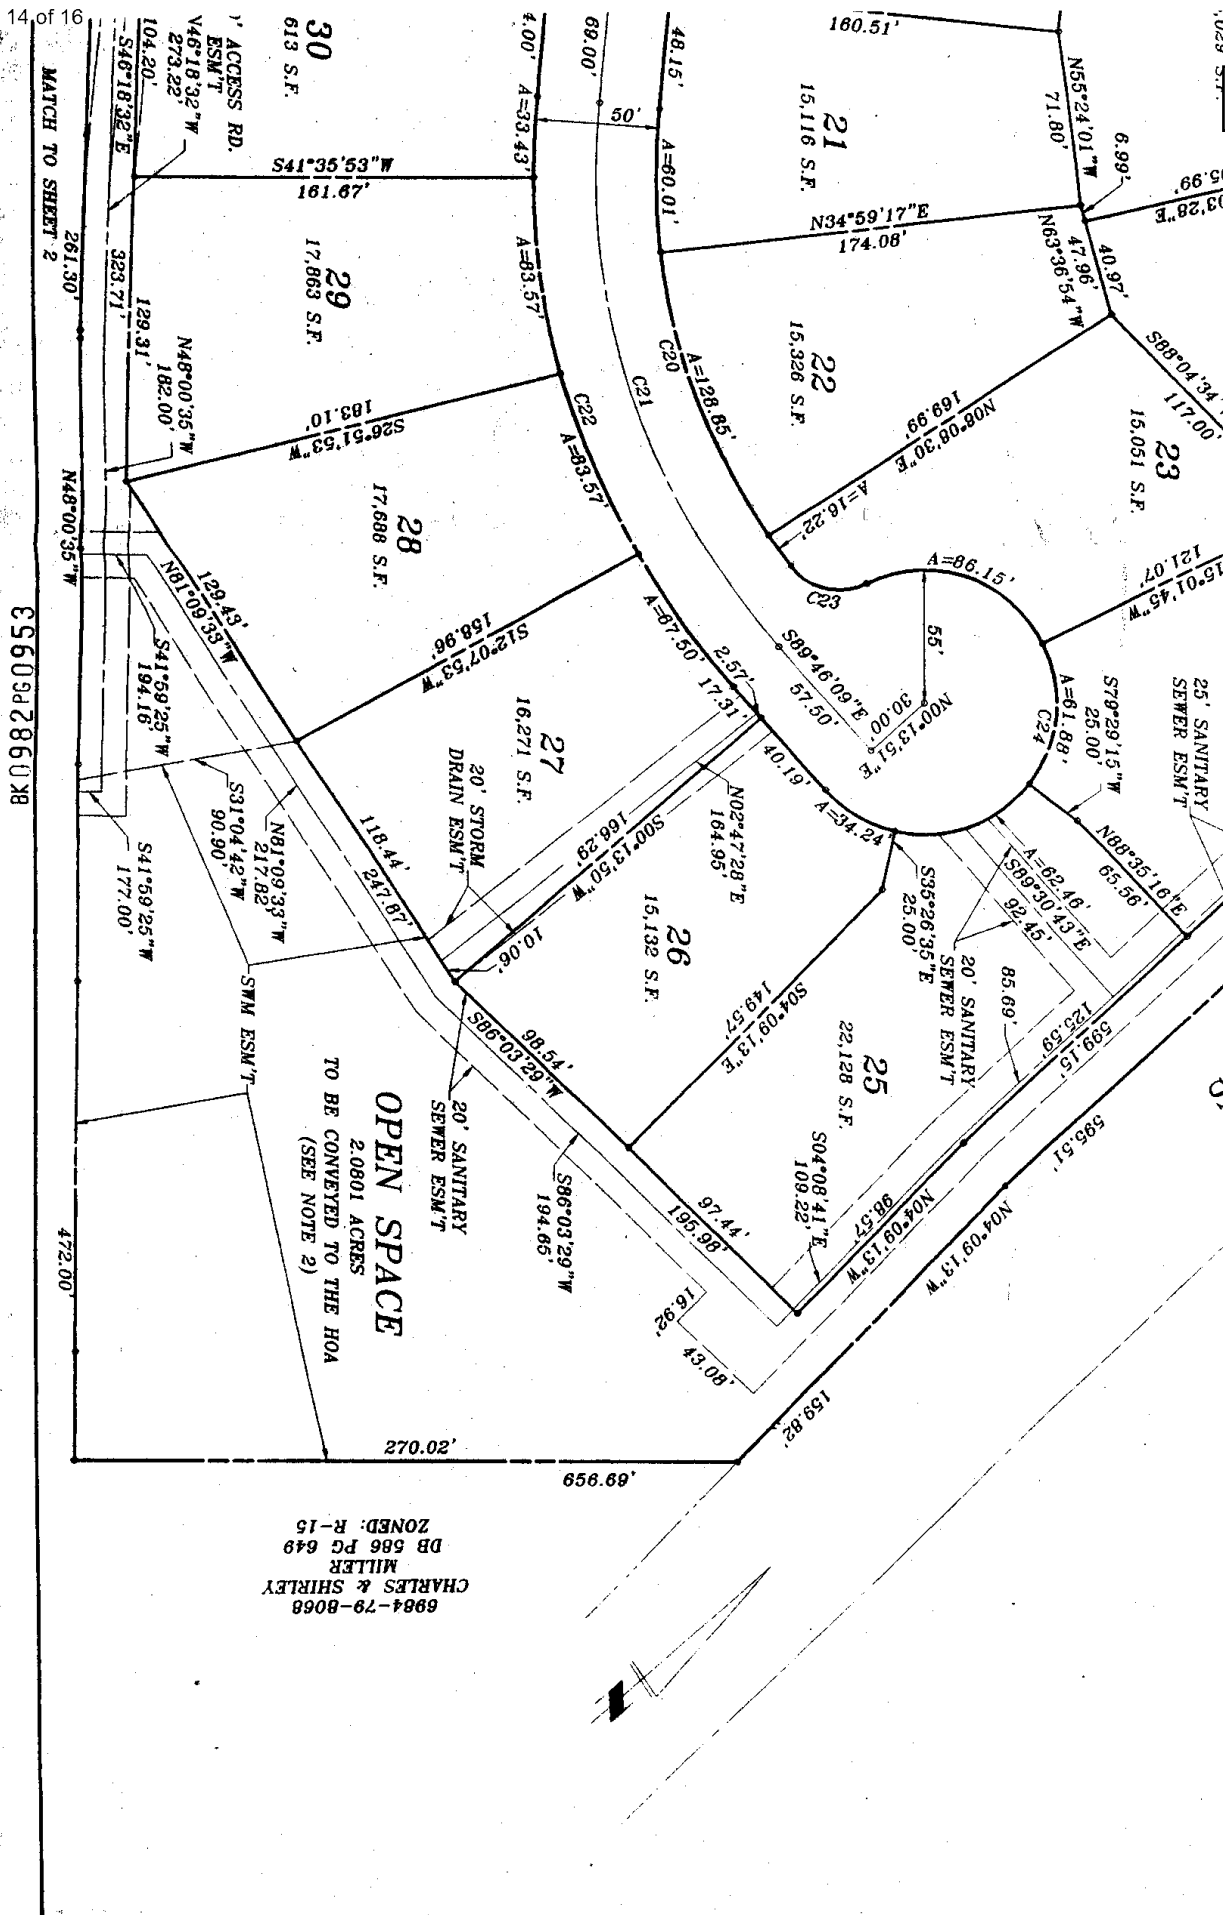 14 of 16
MATCH TO SHEET 2
BK0982PG0953
30
613 S.F.
ACCESS RD.
ESM'T
46°18'32"W
273.22'
104.20'
S46°18'32"E
261.30'
323.71'
129.31'
N48°00'35"W
182.00'
N48°00'35"W
S41°35'53"W
161.67'
A=33.43'
50'
69.00'
48.15'
A=60.01'
160.51'
21
15,116 S.F.
N55°24'01"W
71.80'
6.99'
N34°59'17"E
174.08'
N63°36'54"W
47.96'
40.97'
S88°04'34"
117.00'
29
17,863 S.F.
A=83.57'
C22
A=83.57'
C21
C20
A=128.85'
22
15,326 S.F.
N08°08'30"E
169.99'
A=16.22'
23
15,051 S.F.
15°01'45"W
121.07'
S26°51'53"W
183.10'
28
17,688 S.F.
129.43'
N81°09'33"W
S12°07'53"W
158.96'
A=67.50'
2.57'
17.31'
S89°46'09"E
57.50'
30.00'
N00°13'51"E
55'
C23
A=86.15'
A=61.88'
C24
S79°29'15"W
25.00'
25' SANITARY
SEWER ESM'T
N88°35'16"E
65.56'
27
16,271 S.F.
20' STORM
DRAIN ESM'T
40.19'
A=34.24'
N02°47'28"E
164.95'
S00°13'50"W
166.29'
S35°26'35"E
25.00'
A=62.46'
S89°30'43"E
92.45'
20' SANITARY
SEWER ESM'T
S41°59'25"W
194.16'
S31°04'42"W
90.90'
N81°09'33"W
217.82'
S41°59'25"W
177.00'
118.44'
247.87'
10.06'
SWM ESM'T
26
15,132 S.F.
S04°09'13"E
149.57'
98.54'
S86°03'29"W
25
22,128 S.F.
85.69'
125.59'
599.15'
595.51'
S04°08'41"E
109.22'
N04°09'13"W
98.57'
N04°09'13"W
97.44'
195.98'
20' SANITARY
SEWER ESM'T
S86°03'29"W
194.65'
16.92'
43.08'
159.82'
OPEN SPACE
2.0801 ACRES
TO BE CONVEYED TO THE HOA
(SEE NOTE 2)
472.00'
270.02'
656.69'
6984-79-8068
CHARLES & SHIRLEY
MILLER
DB 586 PG 649
ZONED: R-15